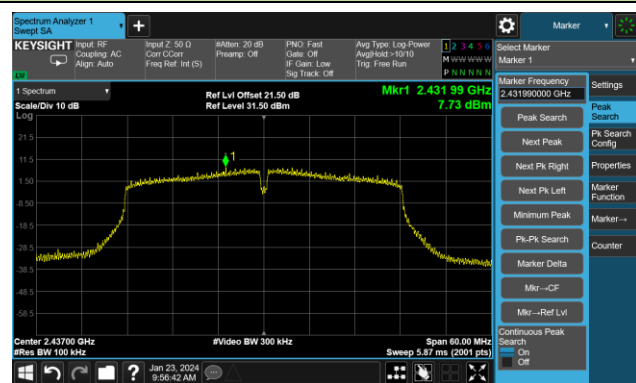 Spectrum Analyzer 1
Swept SA
Marker
KEYSIGHT
Input: RF
Coupling: AC
Align: Auto
Input Z: 50 Ω
Corr CCorr
Freq Ref: Int (S)
#Atten: 20 dB
Preamp: Off
PNO: Fast
Gate: Off
IF Gain: Low
Sig Track: Off
Avg Type: Log-Power
Avg|Hold:>10/10
Trig: Free Run
1 2 3 4 5 6
M W W W W W
P N N N N N
LW
Select Marker
Marker 1
1 Spectrum
Scale/Div 10 dB
Log
Ref Lvl Offset 21.50 dB
Ref Level 31.50 dBm
Mkr1 2.431 99 GHz
7.73 dBm
21.5
11.5
1.50
-8.50
-18.5
-28.5
-38.5
-48.5
-58.5
1
Center 2.43700 GHz
#Res BW 100 kHz
#Video BW 300 kHz
Span 60.00 MHz
Sweep 5.87 ms (2001 pts)
Marker Frequency
2.431990000 GHz
Peak Search
Next Peak
Next Pk Right
Next Pk Left
Minimum Peak
Pk-Pk Search
Marker Delta
Mkr→CF
Mkr→Ref Lvl
Continuous Peak
Search
On
Off
Settings
Peak
Search
Pk Search
Config
Properties
Marker
Function
Marker→
Counter
?
Jan 23, 2024
9:56:42 AM